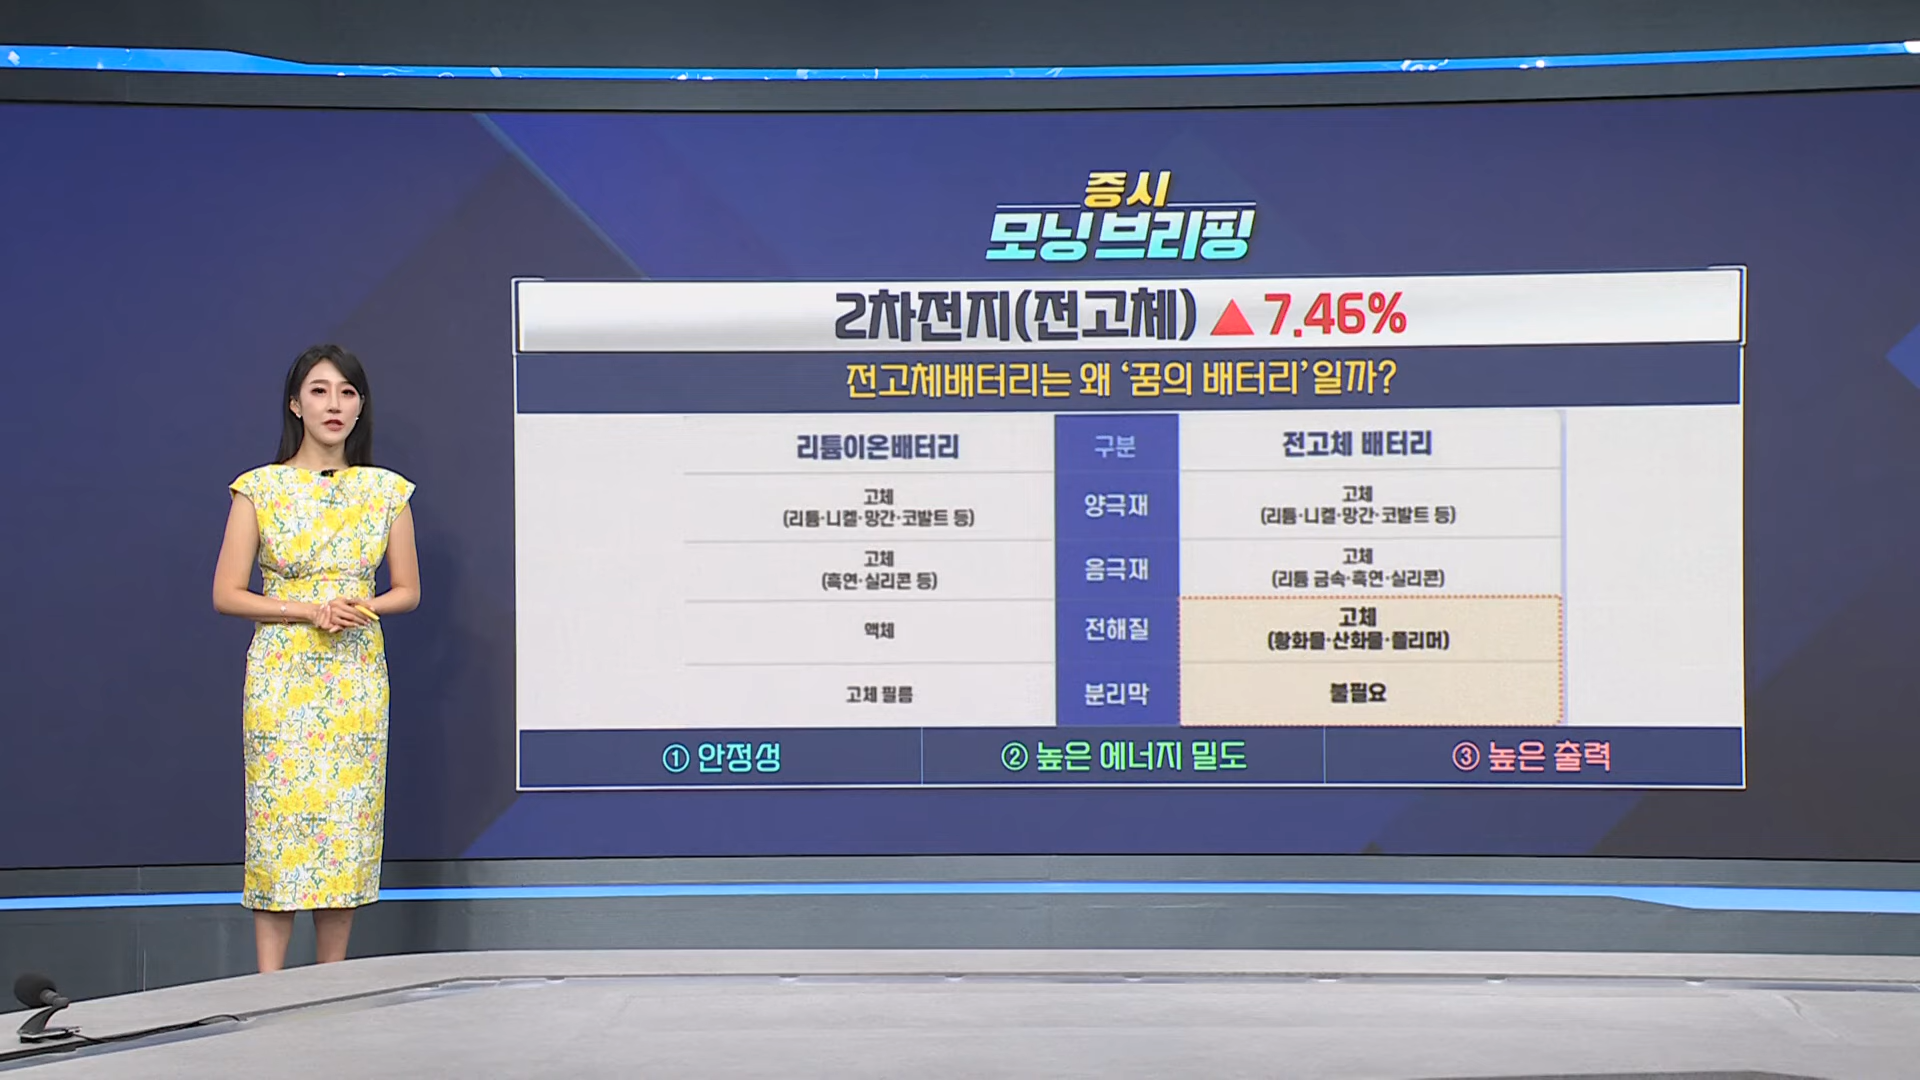 증시
모닝 브리핑
2차전지(전고체) ▲ 7.46%
전고체배터리는 왜 ‘꿈의 배터리’일까?
리튬이온배터리 구분 전고체 배터리
고체 양극재 고체
(리튬·니켈·망간·코발트 등) (리튬·니켈·망간·코발트 등)
고체 음극재 고체
(흑연·실리콘 등) (리튬 금속·흑연·실리콘)
액체 전해질 고체
(황화물·산화물·폴리머)
고체 필름 분리막 불필요
① 안정성 ② 높은 에너지 밀도 ③ 높은 출력